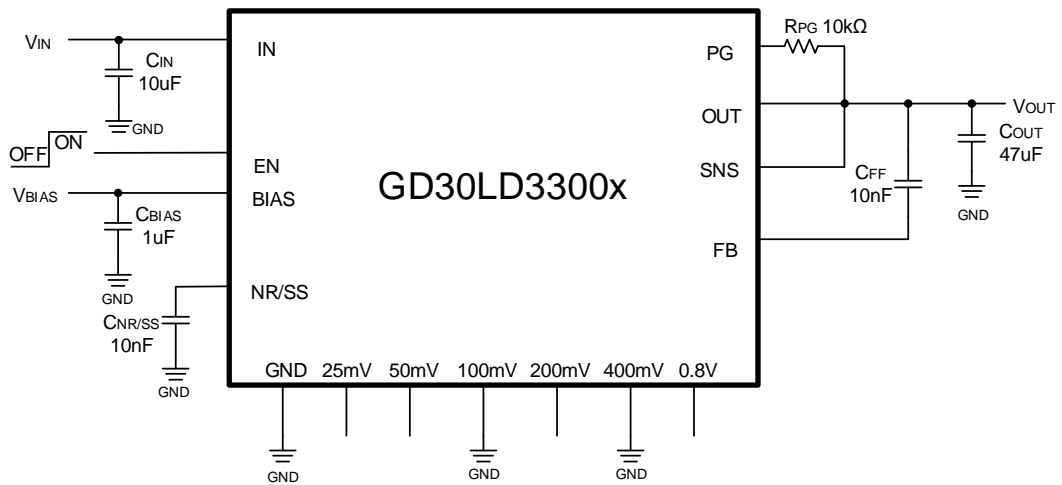 VIN
CIN
10uF
GND
OFF
ON
VBIAS
CBIAS
1uF
GND
CNR/SS
10nF
GND
IN
EN
BIAS
NR/SS
GD30LD3300x
PG
OUT
SNS
FB
RPG 10kΩ
VOUT
COUT
47uF
GND
CFF
10nF
GND 25mV 50mV 100mV 200mV 400mV 0.8V
GND
GND
GND